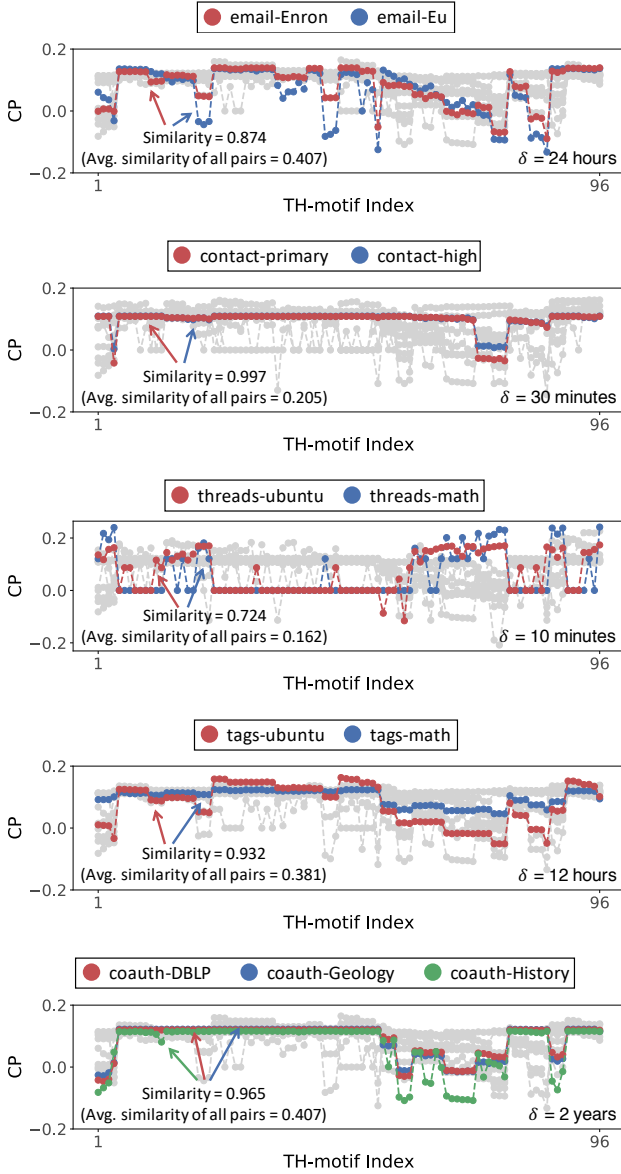 email-Enron email-Eu
0.2
0.0
−0.2
CP
Similarity = 0.874
(Avg. similarity of all pairs = 0.407)
δ = 24 hours
1 96
TH-motif Index
contact-primary contact-high
0.2
0.0
−0.2
CP
Similarity = 0.997
(Avg. similarity of all pairs = 0.205)
δ = 30 minutes
1 96
TH-motif Index
threads-ubuntu threads-math
0.2
0.0
−0.2
CP
Similarity = 0.724
(Avg. similarity of all pairs = 0.162)
δ = 10 minutes
1 96
TH-motif Index
tags-ubuntu tags-math
0.2
0.0
−0.2
CP
Similarity = 0.932
(Avg. similarity of all pairs = 0.381)
δ = 12 hours
1 96
TH-motif Index
coauth-DBLP coauth-Geology coauth-History
0.2
0.0
−0.2
CP
Similarity = 0.965
(Avg. similarity of all pairs = 0.407)
δ = 2 years
1 96
TH-motif Index